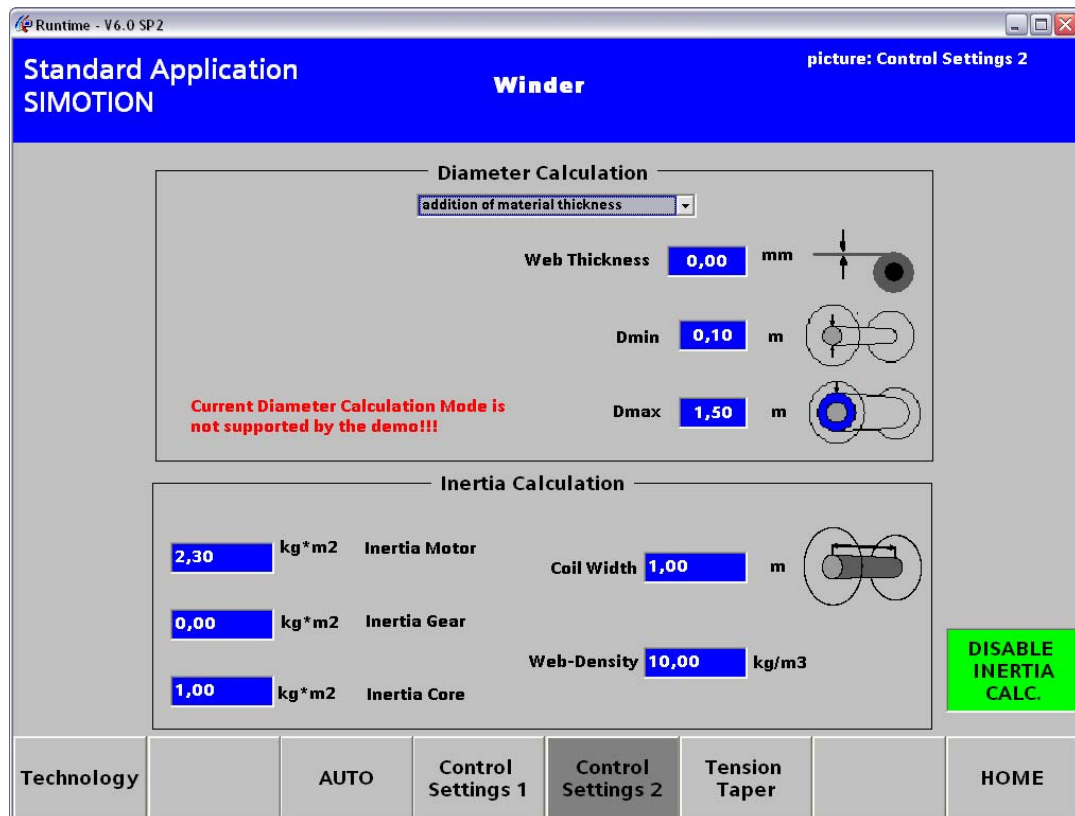 Runtime - V6.0 SP2
Standard Application
SIMOTION
Winder
picture: Control Settings 2
Diameter Calculation
addition of material thickness
Web Thickness 0,00 mm
Dmin 0,10 m
Current Diameter Calculation Mode is
not supported by the demo!!!
Dmax 1,50 m
Inertia Calculation
2,30 kg*m2 Inertia Motor
Coil Width 1,00 m
0,00 kg*m2 Inertia Gear
Web-Density 10,00 kg/m3
1,00 kg*m2 Inertia Core
DISABLE
INERTIA
CALC.
Technology
AUTO
Control
Settings 1
Control
Settings 2
Tension
Taper
HOME